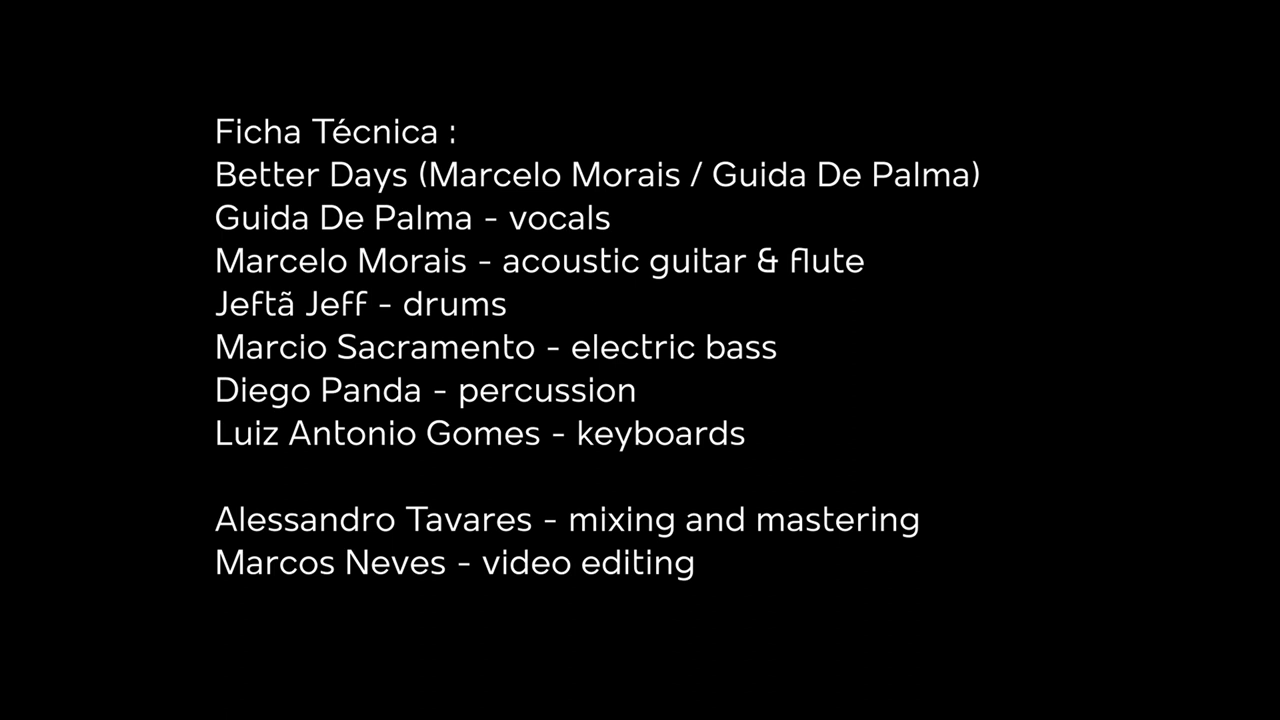 Ficha Técnica :
Better Days (Marcelo Morais / Guida De Palma)
Guida De Palma - vocals
Marcelo Morais - acoustic guitar & flute
Jeftã Jeff - drums
Marcio Sacramento - electric bass
Diego Panda - percussion
Luiz Antonio Gomes - keyboards
Alessandro Tavares - mixing and mastering
Marcos Neves - video editing